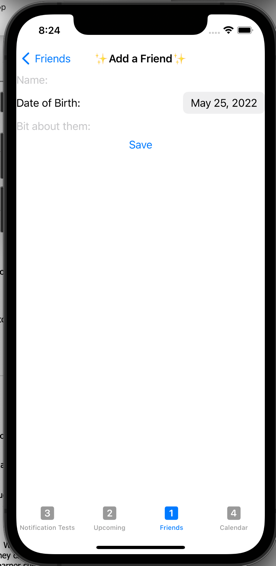 8:24
Friends
✨Add a Friend✨
Name:
Date of Birth: May 25, 2022
Bit about them:
Save
3 2 1 4
Notification Tests Upcoming Friends Calendar